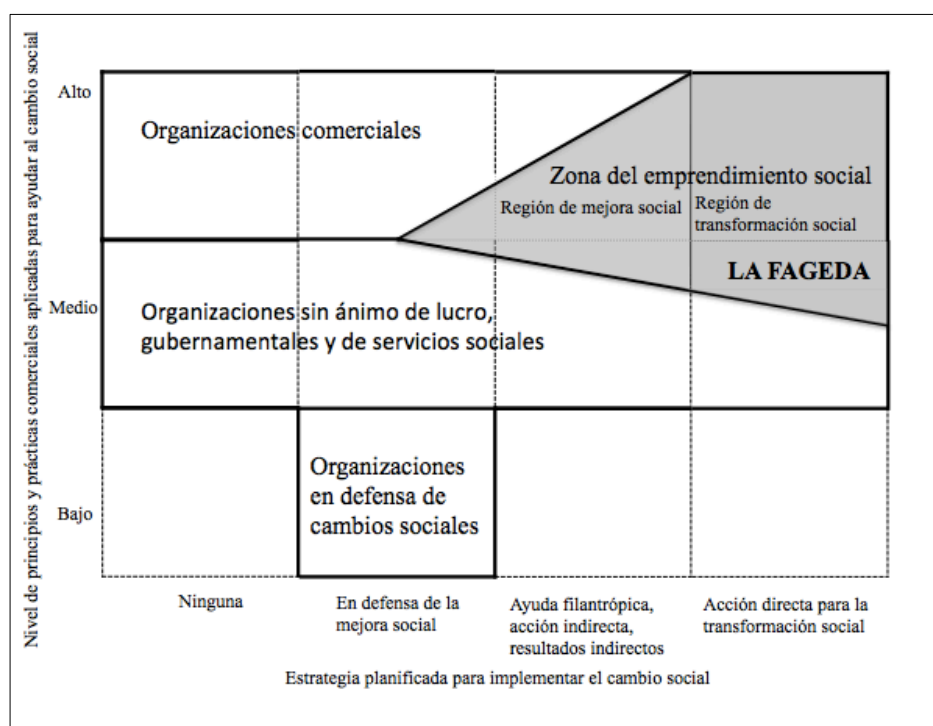 Nivel de principios y prácticas comerciales aplicadas para ayudar al cambio social
Alto
Organizaciones comerciales
Zona del emprendimiento social
Región de mejora social
Región de
transformación social
LA FAGEDA
Medio
Organizaciones sin ánimo de lucro,
gubernamentales y de servicios sociales
Bajo
Organizaciones
en defensa de
cambios sociales
Ninguna
En defensa de la
mejora social
Ayuda filantrópica,
acción indirecta,
resultados indirectos
Acción directa para la
transformación social
Estrategia planificada para implementar el cambio social